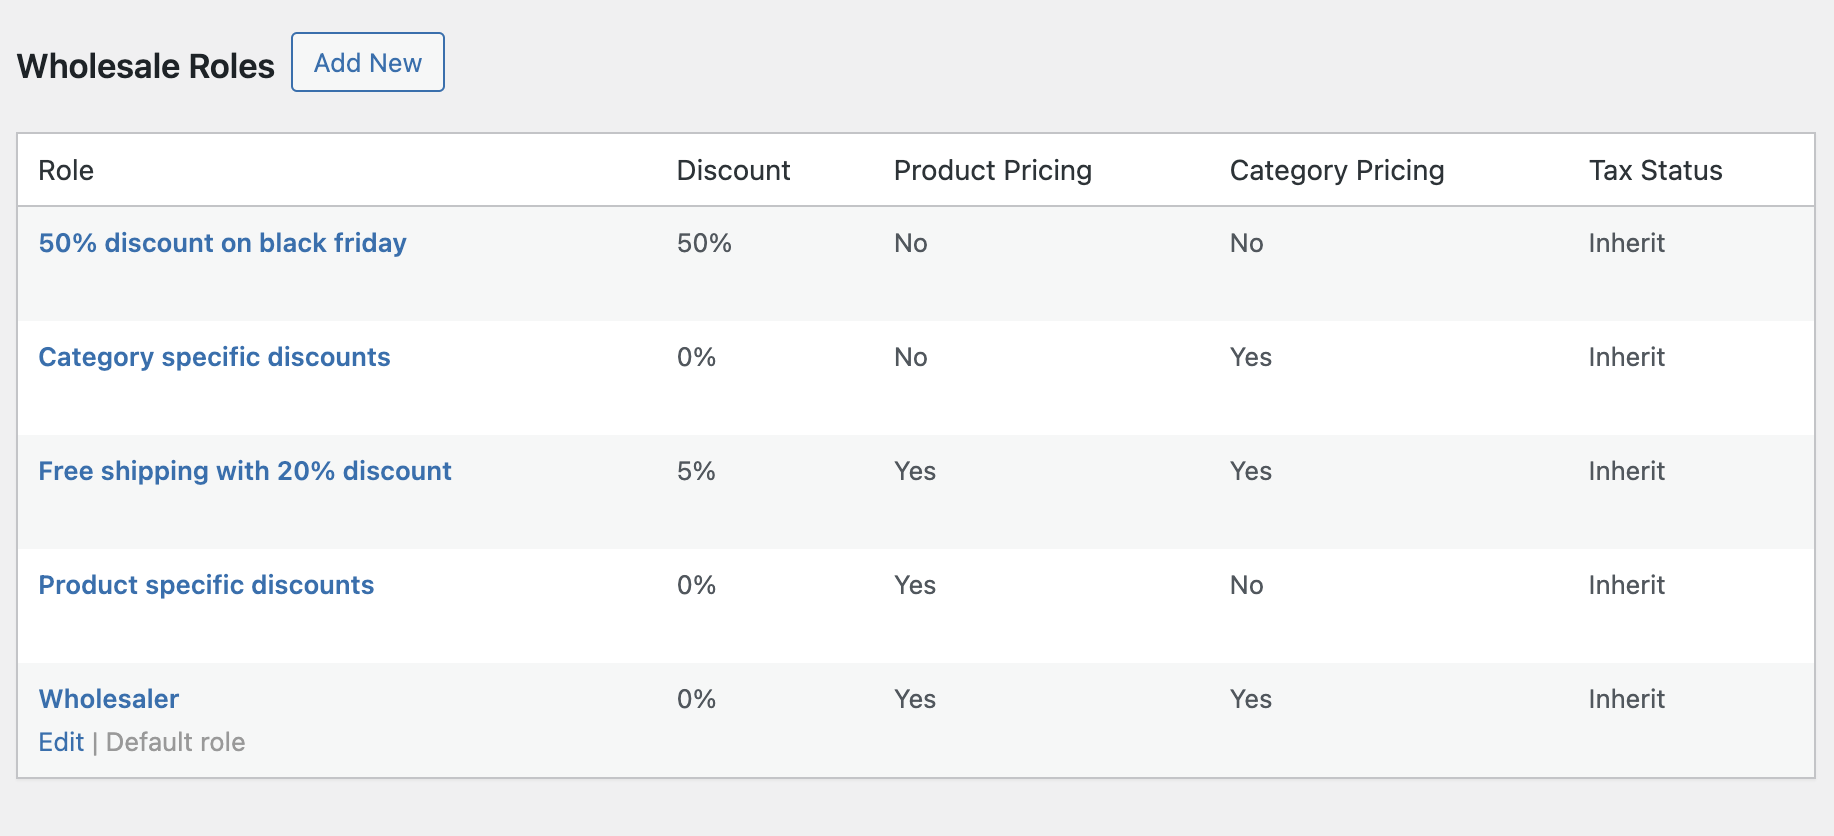 Wholesale Roles Add New
Role Discount Product Pricing Category Pricing Tax Status
50% discount on black friday 50% No No Inherit
Category specific discounts 0% No Yes Inherit
Free shipping with 20% discount 5% Yes Yes Inherit
Product specific discounts 0% Yes No Inherit
Wholesaler 0% Yes Yes Inherit
Edit | Default role